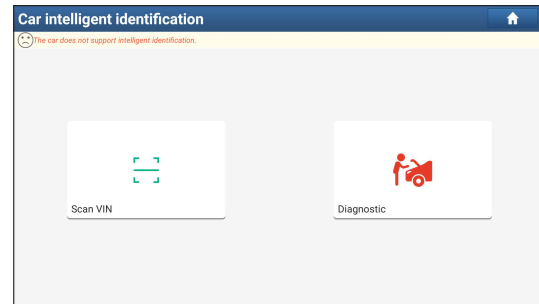 Car intelligent identification
The car does not support intelligent identification.
Scan VIN
Diagnostic